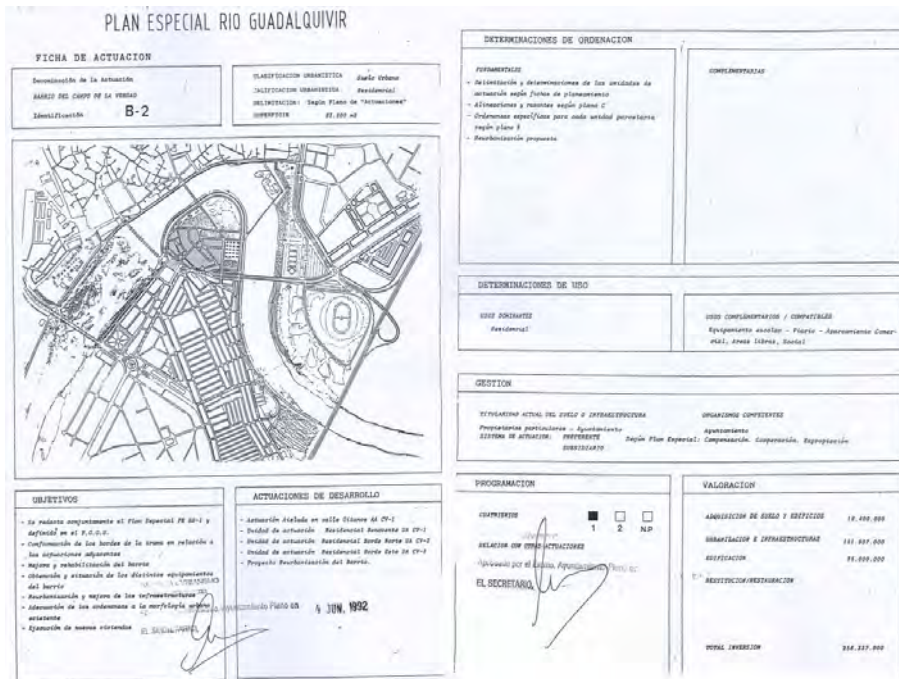 PLAN ESPECIAL RIO GUADALQUIVIR
FICHA DE ACTUACION
Denominación de la Actuación
BARRIO DEL CAMPO DE LA VERDAD
Identificación B-2
CLASIFICACION URBANISTICA Suelo Urbano
CALIFICACION URBANISTICA Residencial
DELIMITACION: Según Plano de "Actuaciones"
SUPERFICIE
OBJETIVOS
- Se redacta conjuntamente el Plan Especial PE
definido en el P.G.O.U.
- Conformación de los bordes de la trama en relación a
las actuaciones adyacentes
- Mejora y rehabilitación del barrio
- Obtención y situación de los distintos equipamientos
del barrio
- Reurbanización y mejora de las infraestructuras
- Adecuación de las ordenanzas a la morfología urbana
existente
- Ejecución de nuevas viviendas
EL SECRETARIO,
ACTUACIONES DE DESARROLLO
- Actuación Aislada en calle Gitanos AA CV-1
- Unidad de actuación Residencial UA CV-1
- Unidad de actuación Residencial Borde Norte UA CV-2
- Unidad de actuación Residencial Borde Este UA CV-3
- Proyecto Reurbanización del Barrio.
Ayuntamiento Pleno en 4 JUN. 1992
DETERMINACIONES DE ORDENACION
FUNDAMENTALES
- Delimitación y determinaciones de las unidades de
actuación según fichas de planeamiento
- Alineaciones y rasantes según plano C
- Ordenanzas específicas para cada unidad
según plano
- Reurbanización propuesta
COMPLEMENTARIAS
DETERMINACIONES DE USO
USOS DOMINANTES
Residencial
USOS COMPLEMENTARIOS / COMPATIBLES
Equipamiento escolar - Viario - Aparcamiento Comer-
cial, Areas libres, Social
GESTION
TITULARIDAD ACTUAL DEL SUELO O INFRAESTRUCTURA
Propietarios particulares - Ayuntamiento
SISTEMA DE ACTUACION: PREFERENTE
SUBSIDIARIO
Según Plan Especial: Compensación. Cooperación. Expropiación
ORGANISMOS COMPETENTES
Ayuntamiento
PROGRAMACION
CUATRIENIOS
1 2 N.P
RELACION CON OTRAS ACTUACIONES
Aprobado por el Excmo. Ayuntamiento Pleno en
EL SECRETARIO,
VALORACION
ADQUISICION DE SUELO Y EDIFICIOS
URBANIZACION E INFRAESTRUCTURAS
EDIFICACION
RESTITUCION/RESTAURACION
TOTAL INVERSION